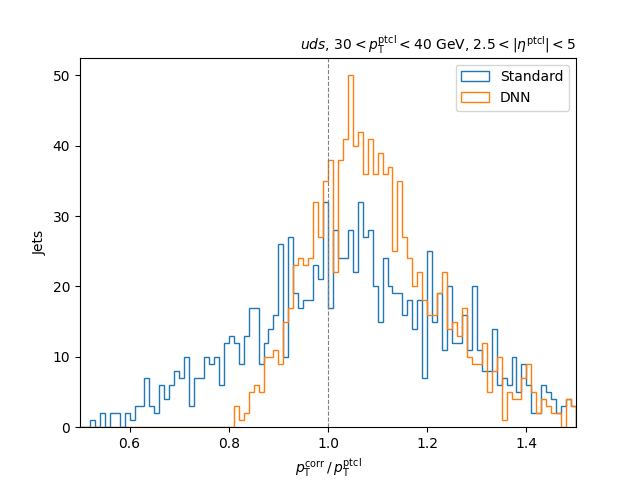 uds, 30 < p_T^ptcl < 40 GeV, 2.5 < |η^ptcl| < 5
Standard
DNN
Jets
50
40
30
20
10
0
0.6 0.8 1.0 1.2 1.4
p_T^corr / p_T^ptcl